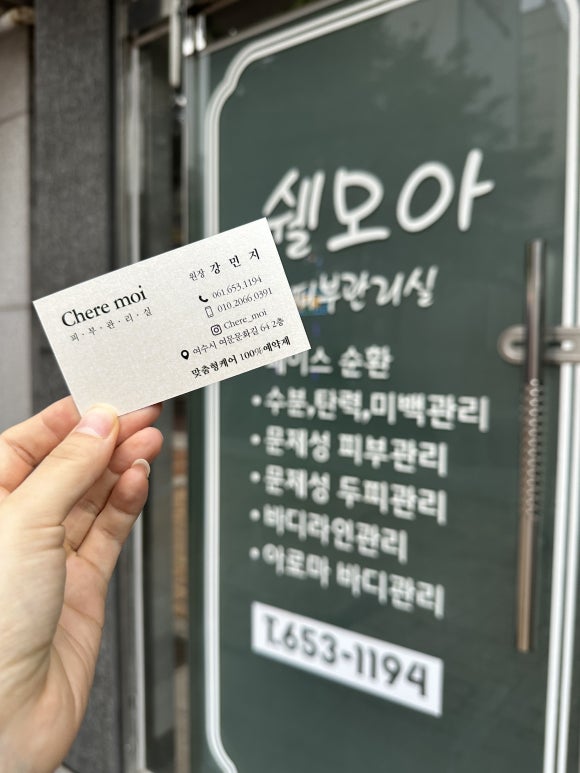 Chere moi
피·부·관·리·실
원장 강 민 지
061.653.1194
010.2066.0391
Chere_moi
여수시 여문문화길 64 2층
맞춤형케어 100% 예약제
쉘모아
피부관리실
순환
·수분,탄력,미백관리
·문제성 피부관리
·문제성 두피관리
·바디라인관리
·아로마 바디관리
T.653-1194